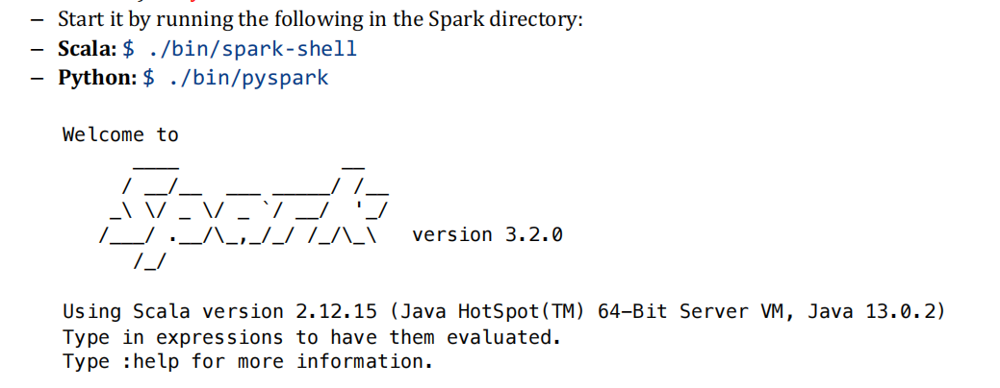 – Start it by running the following in the Spark directory:
– Scala: $ ./bin/spark-shell
– Python: $ ./bin/pyspark
Welcome to
      ____              __
     / __/__  ___ _____/ /__
    _\ \/ _ \/ _ `/ __/  '_/
   /___/ .__/\_,_/_/ /_/\_\   version 3.2.0
      /_/
Using Scala version 2.12.15 (Java HotSpot(TM) 64-Bit Server VM, Java 13.0.2)
Type in expressions to have them evaluated.
Type :help for more information.